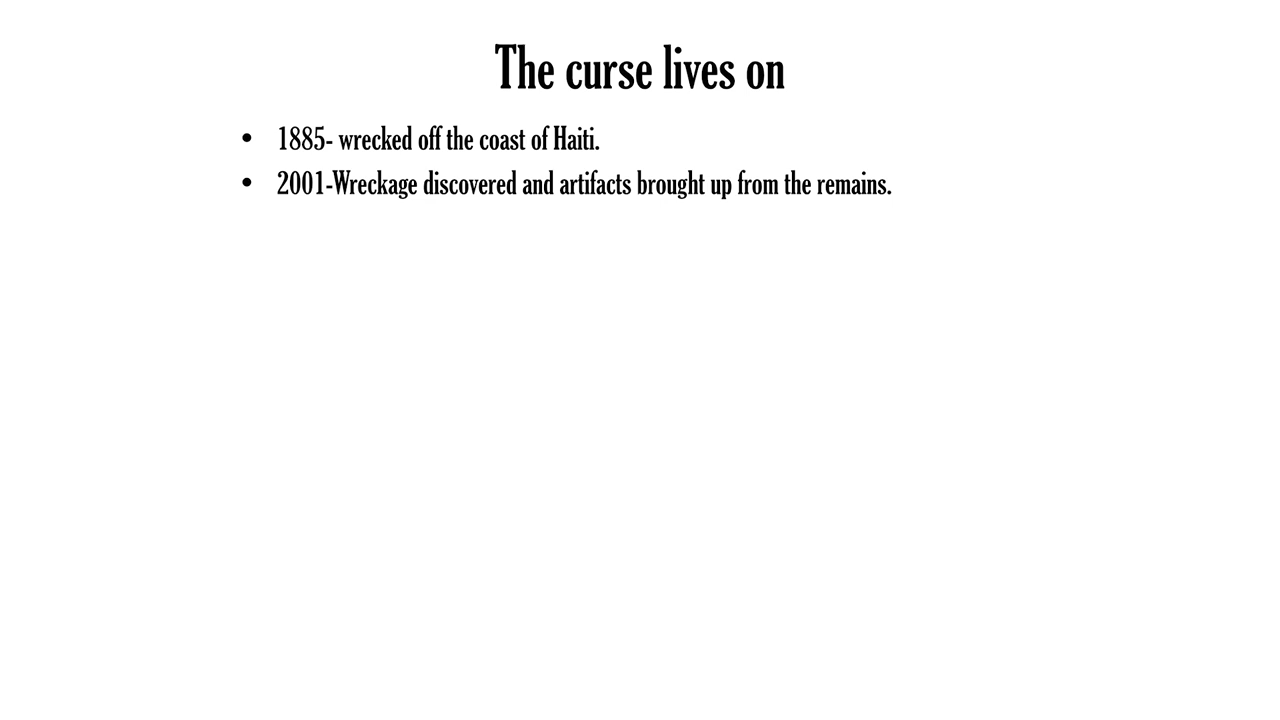 The curse lives on
• 1885- wrecked off the coast of Haiti.
• 2001-Wreckage discovered and artifacts brought up from the remains.